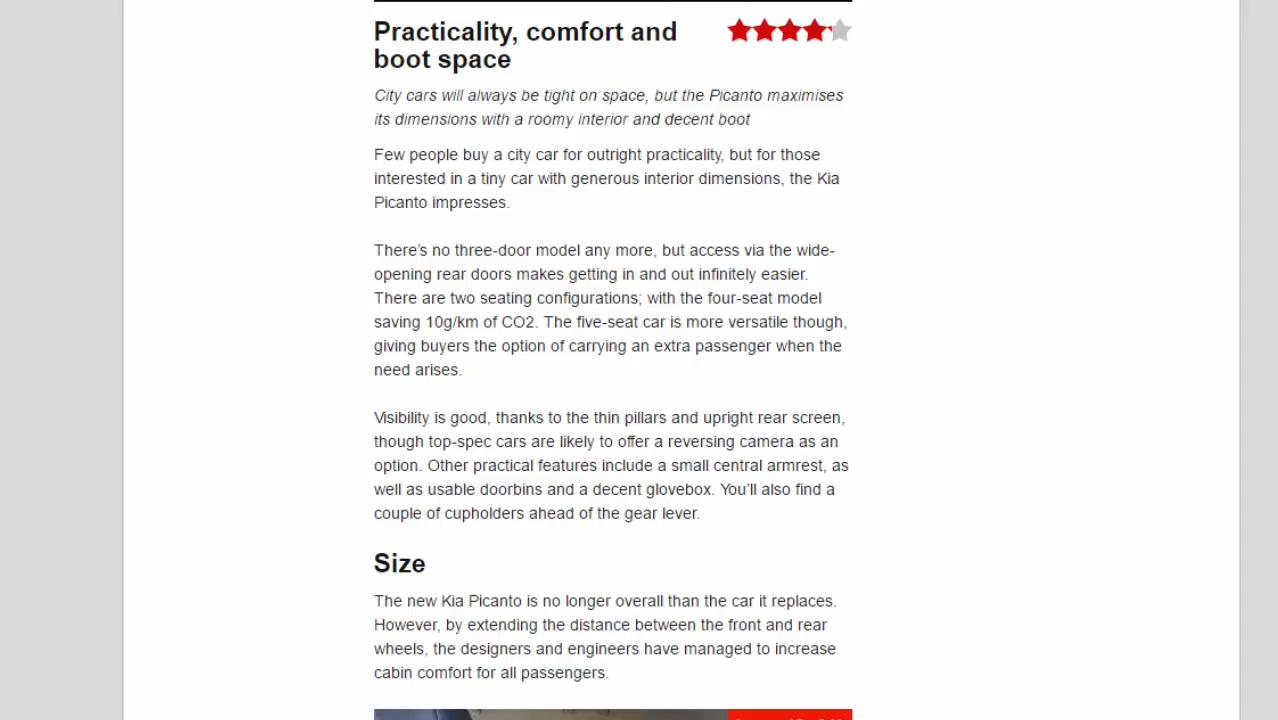 Practicality, comfort and
boot space
City cars will always be tight on space, but the Picanto maximises
its dimensions with a roomy interior and decent boot
Few people buy a city car for outright practicality, but for those
interested in a tiny car with generous interior dimensions, the Kia
Picanto impresses.
There’s no three-door model any more, but access via the wide-
opening rear doors makes getting in and out infinitely easier.
There are two seating configurations; with the four-seat model
saving 10g/km of CO2. The five-seat car is more versatile though,
giving buyers the option of carrying an extra passenger when the
need arises.
Visibility is good, thanks to the thin pillars and upright rear screen,
though top-spec cars are likely to offer a reversing camera as an
option. Other practical features include a small central armrest, as
well as usable doorbins and a decent glovebox. You’ll also find a
couple of cupholders ahead of the gear lever.
Size
The new Kia Picanto is no longer overall than the car it replaces.
However, by extending the distance between the front and rear
wheels, the designers and engineers have managed to increase
cabin comfort for all passengers.